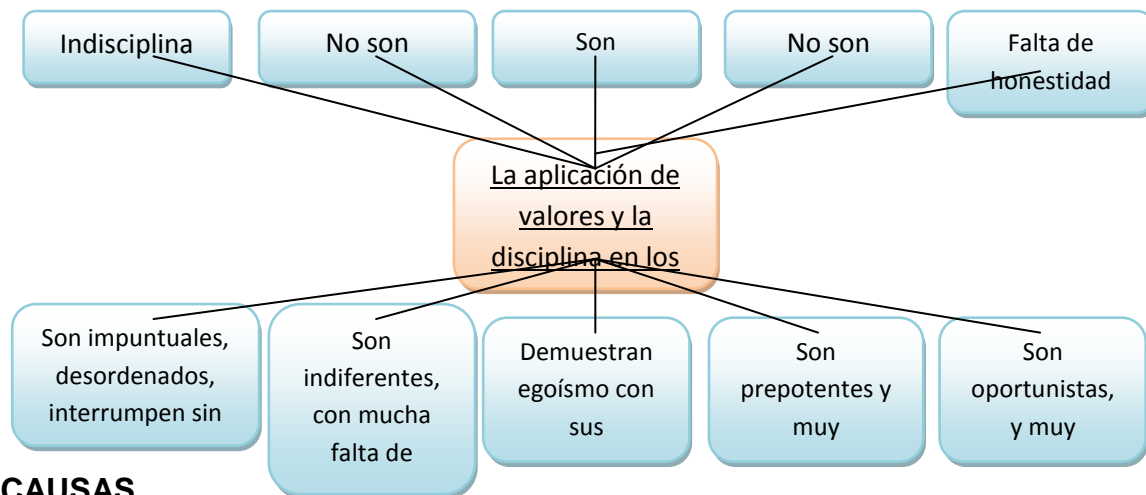 Indisciplina
No son
Son
No son
Falta de
honestidad
La aplicación de
valores y la
disciplina en los
Son impuntuales,
desordenados,
interrumpen sin
Son
indiferentes,
con mucha
falta de
Demuestran
egoísmo con
sus
Son
prepotentes y
muy
Son
oportunistas,
y muy
CAUSAS